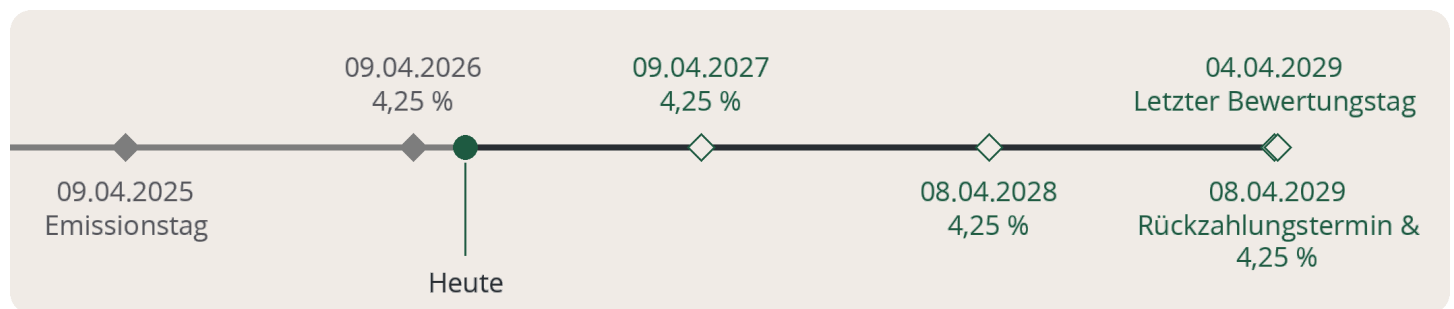 09.04.2025
Emissionstag
09.04.2026
4,25 %
Heute
09.04.2027
4,25 %
08.04.2028
4,25 %
04.04.2029
Letzter Bewertungstag
08.04.2029
Rückzahlungstermin &
4,25 %